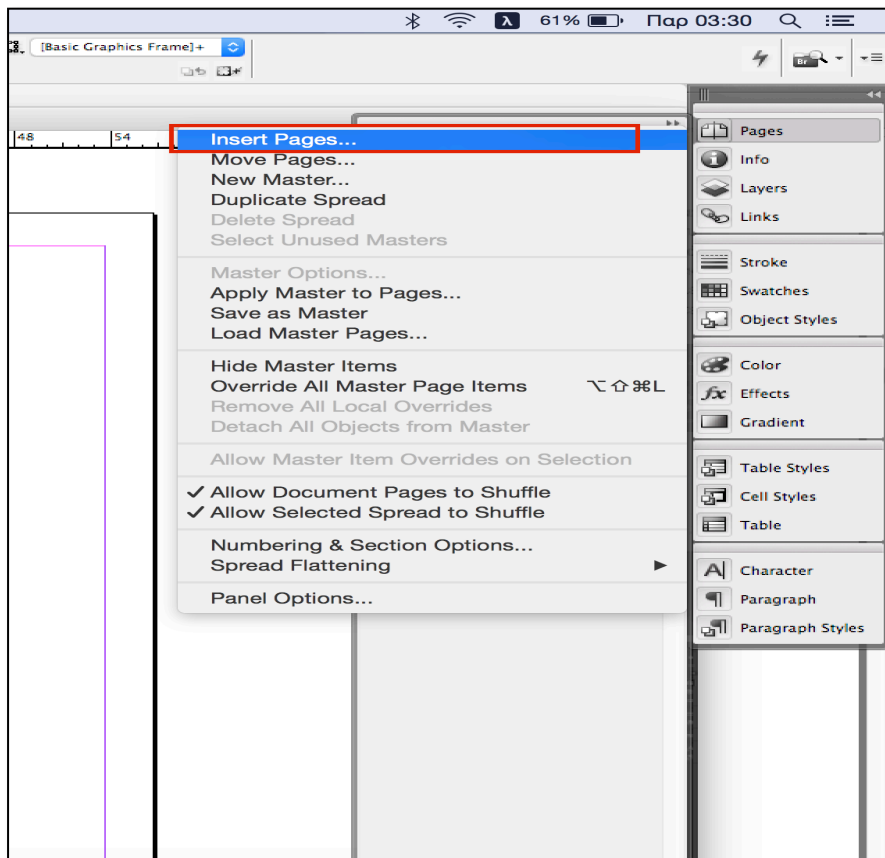 61% Παρ 03:30
[Basic Graphics Frame]+
Br
48 54
Insert Pages...
Move Pages...
New Master...
Duplicate Spread
Delete Spread
Select Unused Masters
Master Options...
Apply Master to Pages...
Save as Master
Load Master Pages...
Hide Master Items
Override All Master Page Items ⌥⇧⌘L
Remove All Local Overrides
Detach All Objects from Master
Allow Master Item Overrides on Selection
✓ Allow Document Pages to Shuffle
✓ Allow Selected Spread to Shuffle
Numbering & Section Options...
Spread Flattening
Panel Options...
Pages
Info
Layers
Links
Stroke
Swatches
Object Styles
Color
fx Effects
Gradient
Table Styles
Cell Styles
Table
Character
Paragraph
Paragraph Styles